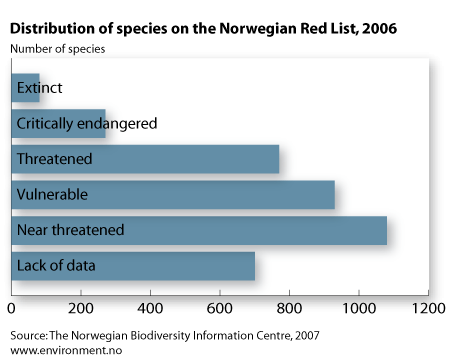 Distribution of species on the Norwegian Red List, 2006
Number of species
Extinct
Critically endangered
Threatened
Vulnerable
Near threatened
Lack of data
0 200 400 600 800 1000 1200
Source: The Norwegian Biodiversity Information Centre, 2007
www.environment.no